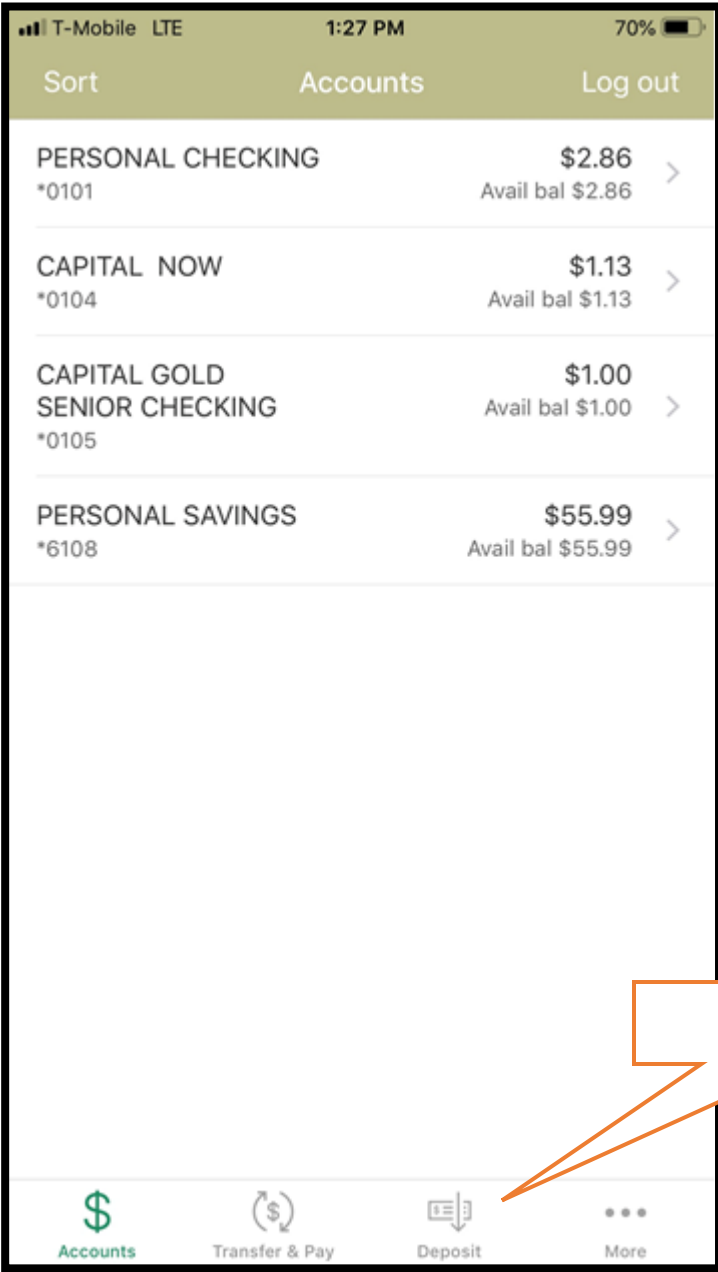 T-Mobile LTE 1:27 PM 70%
Sort Accounts Log out
PERSONAL CHECKING $2.86
*0101 Avail bal $2.86
CAPITAL NOW $1.13
*0104 Avail bal $1.13
CAPITAL GOLD $1.00
SENIOR CHECKING Avail bal $1.00
*0105
PERSONAL SAVINGS $55.99
*6108 Avail bal $55.99
Accounts Transfer & Pay Deposit More